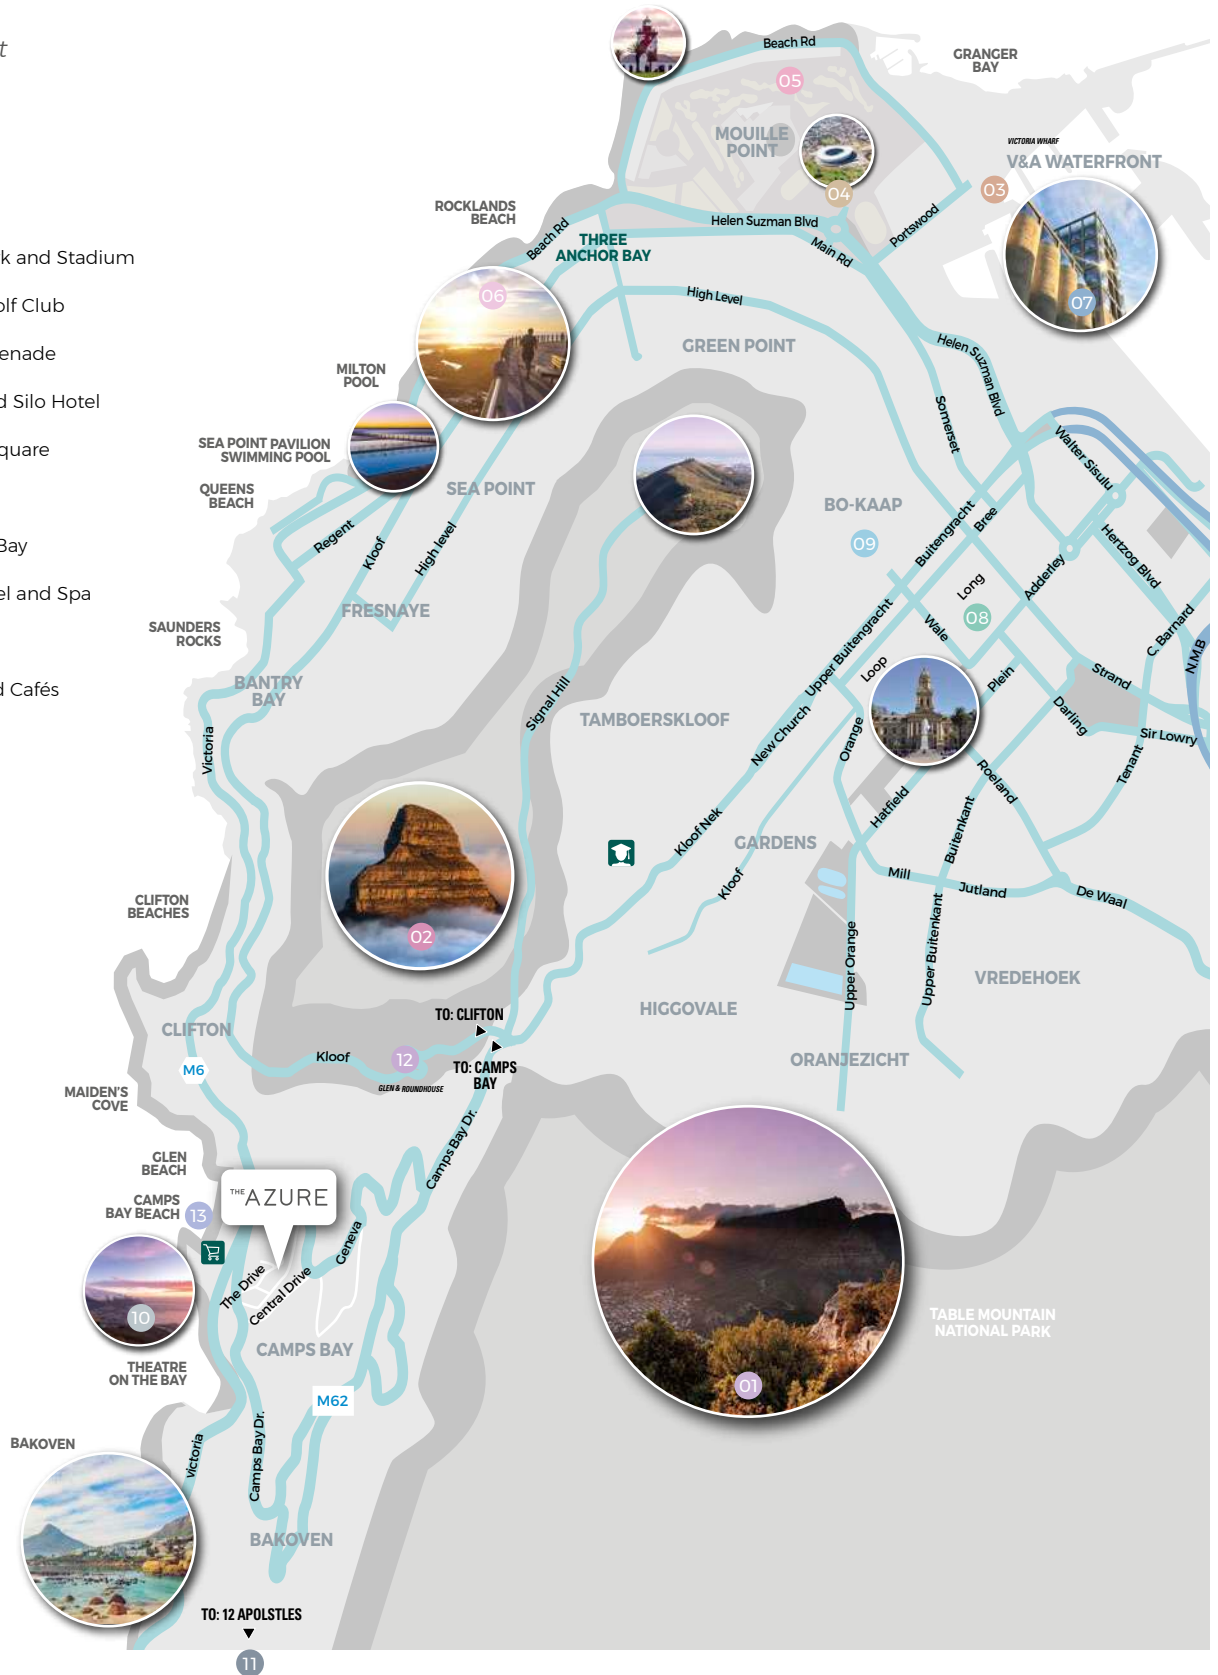 t
k and Stadium
olf Club
enade
d Silo Hotel
quare
Bay
el and Spa
d Cafés
Beach Rd
05
GRANGER
BAY
MOUILLE
POINT
04
VICTORIA WHARF
V&A WATERFRONT
03
07
ROCKLANDS
BEACH
Beach Rd
THREE
ANCHOR BAY
Helen Suzman Blvd
Main Rd
Portswood
06
High Level
GREEN POINT
Helen Suzman Blvd
MILTON
POOL
Somerset
SEA POINT PAVILION
SWIMMING POOL
QUEENS
BEACH
SEA POINT
Regent
Kloof
High level
Walter Sisulu
BO-KAAP
09
Buitengracht
Bree
Hertzog Blvd
Adderley
Long
08
Wale
FRESNAYE
SAUNDERS
ROCKS
Upper Buitengracht
Loop
C. Barnard
N.M.B
Strand
Plein
Darling
Sir Lowry
BANTRY
BAY
Victoria
Signal Hill
TAMBOERSKLOOF
New Church
Orange
Tenant
Roeland
Hatfield
Buitenkant
Kloof Nek
GARDENS
Kloof
Mill
Jutland
De Waal
02
CLIFTON
BEACHES
Upper Orange
Upper Buitenkant
VREDEHOEK
HIGGOVALE
ORANJEZICHT
TO: CLIFTON
CLIFTON
Kloof
12
GLEN & ROUNDHOUSE
TO: CAMPS
BAY
M6
MAIDEN'S
COVE
Camps Bay Dr.
GLEN
BEACH
CAMPS
BAY BEACH
13
THE AZURE
Geneva
The Drive
Central Drive
10
CAMPS BAY
THEATRE
ON THE BAY
M62
01
TABLE MOUNTAIN
NATIONAL PARK
BAKOVEN
victoria
Camps Bay Dr.
BAKOVEN
TO: 12 APOLSTLES
11